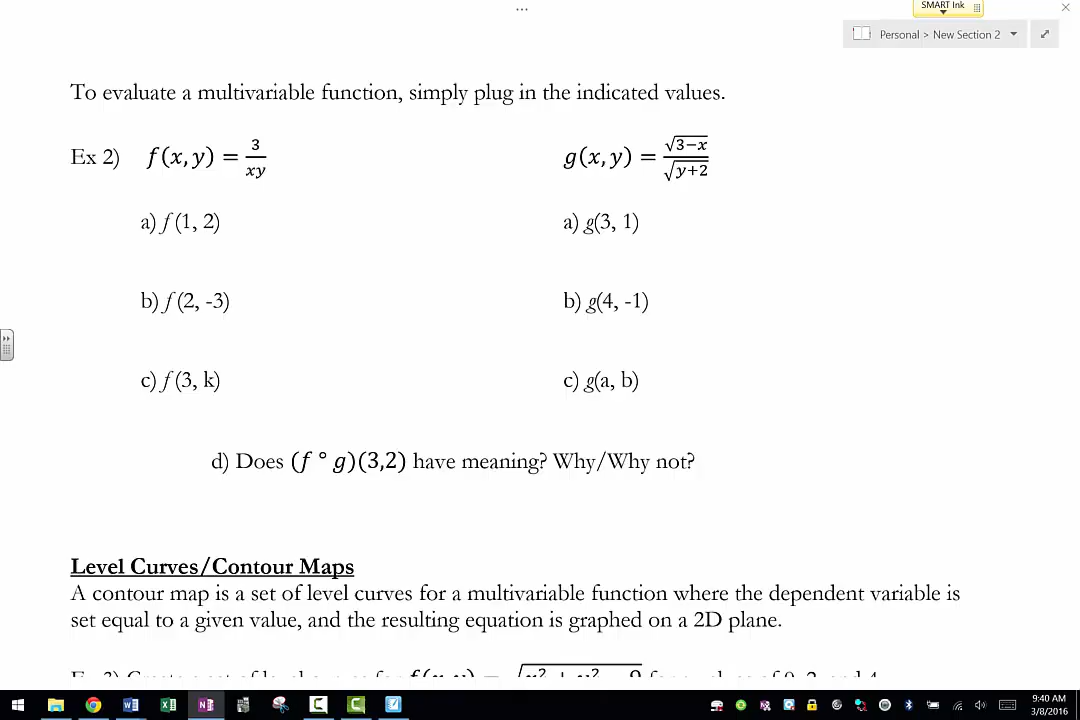 ...
SMART Ink
Personal > New Section 2
To evaluate a multivariable function, simply plug in the indicated values.
Ex 2) f(x, y) = 3/xy g(x, y) = √3−x/√y+2
a) f (1, 2) a) g(3, 1)
b) f (2, -3) b) g(4, -1)
c) f (3, k) c) g(a, b)
d) Does (f ° g)(3,2) have meaning? Why/Why not?
Level Curves/Contour Maps
A contour map is a set of level curves for a multivariable function where the dependent variable is
set equal to a given value, and the resulting equation is graphed on a 2D plane.
9:40 AM
3/8/2016